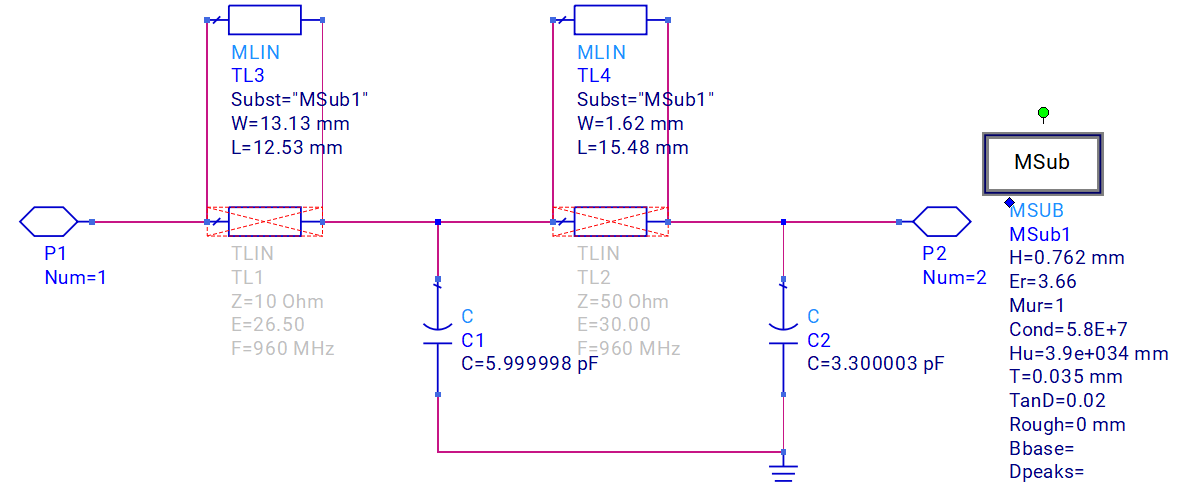 MLIN
TL3
Subst="MSub1"
W=13.13 mm
L=12.53 mm
MLIN
TL4
Subst="MSub1"
W=1.62 mm
L=15.48 mm
P1
Num=1
TLIN
TL1
Z=10 Ohm
E=26.50
F=960 MHz
C
C1
C=5.999998 pF
TLIN
TL2
Z=50 Ohm
E=30.00
F=960 MHz
C
C2
C=3.300003 pF
P2
Num=2
MSub
MSUB
MSub1
H=0.762 mm
Er=3.66
Mur=1
Cond=5.8E+7
Hu=3.9e+034 mm
T=0.035 mm
TanD=0.02
Rough=0 mm
Bbase=
Dpeaks=